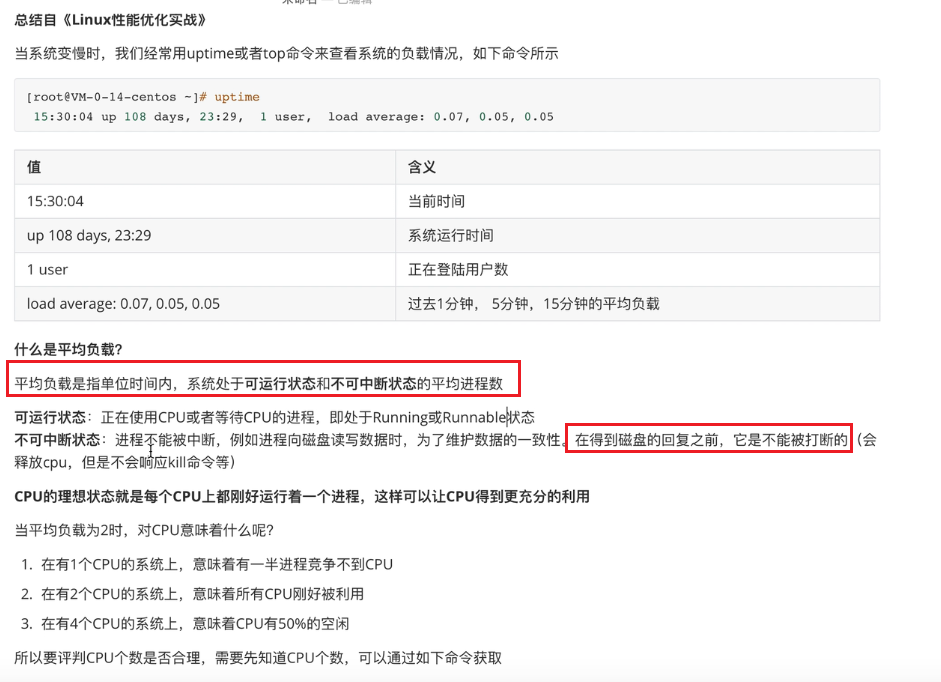 未命名 — 已编辑
总结自《Linux性能优化实战》
当系统变慢时，我们经常用uptime或者top命令来查看系统的负载情况，如下命令所示
[root@VM-0-14-centos ~]# uptime
15:30:04 up 108 days, 23:29, 1 user, load average: 0.07, 0.05, 0.05
值 含义
15:30:04 当前时间
up 108 days, 23:29 系统运行时间
1 user 正在登陆用户数
load average: 0.07, 0.05, 0.05 过去1分钟， 5分钟，15分钟的平均负载
什么是平均负载?
平均负载是指单位时间内，系统处于可运行状态和不可中断状态的平均进程数
可运行状态：正在使用CPU或者等待CPU的进程，即处于Running或Runnable状态
不可中断状态：进程不能被中断，例如进程向磁盘读写数据时，为了维护数据的一致性。在得到磁盘的回复之前，它是不能被打断的（会
释放cpu，但是不会响应kill命令等）
CPU的理想状态就是每个CPU上都刚好运行着一个进程，这样可以让CPU得到更充分的利用
当平均负载为2时，对CPU意味着什么呢?
1. 在有1个CPU的系统上，意味着有一半进程竞争不到CPU
2. 在有2个CPU的系统上，意味着所有CPU刚好被利用
3. 在有4个CPU的系统上，意味着CPU有50%的空闲
所以要评判CPU个数是否合理，需要先知道CPU个数，可以通过如下命令获取